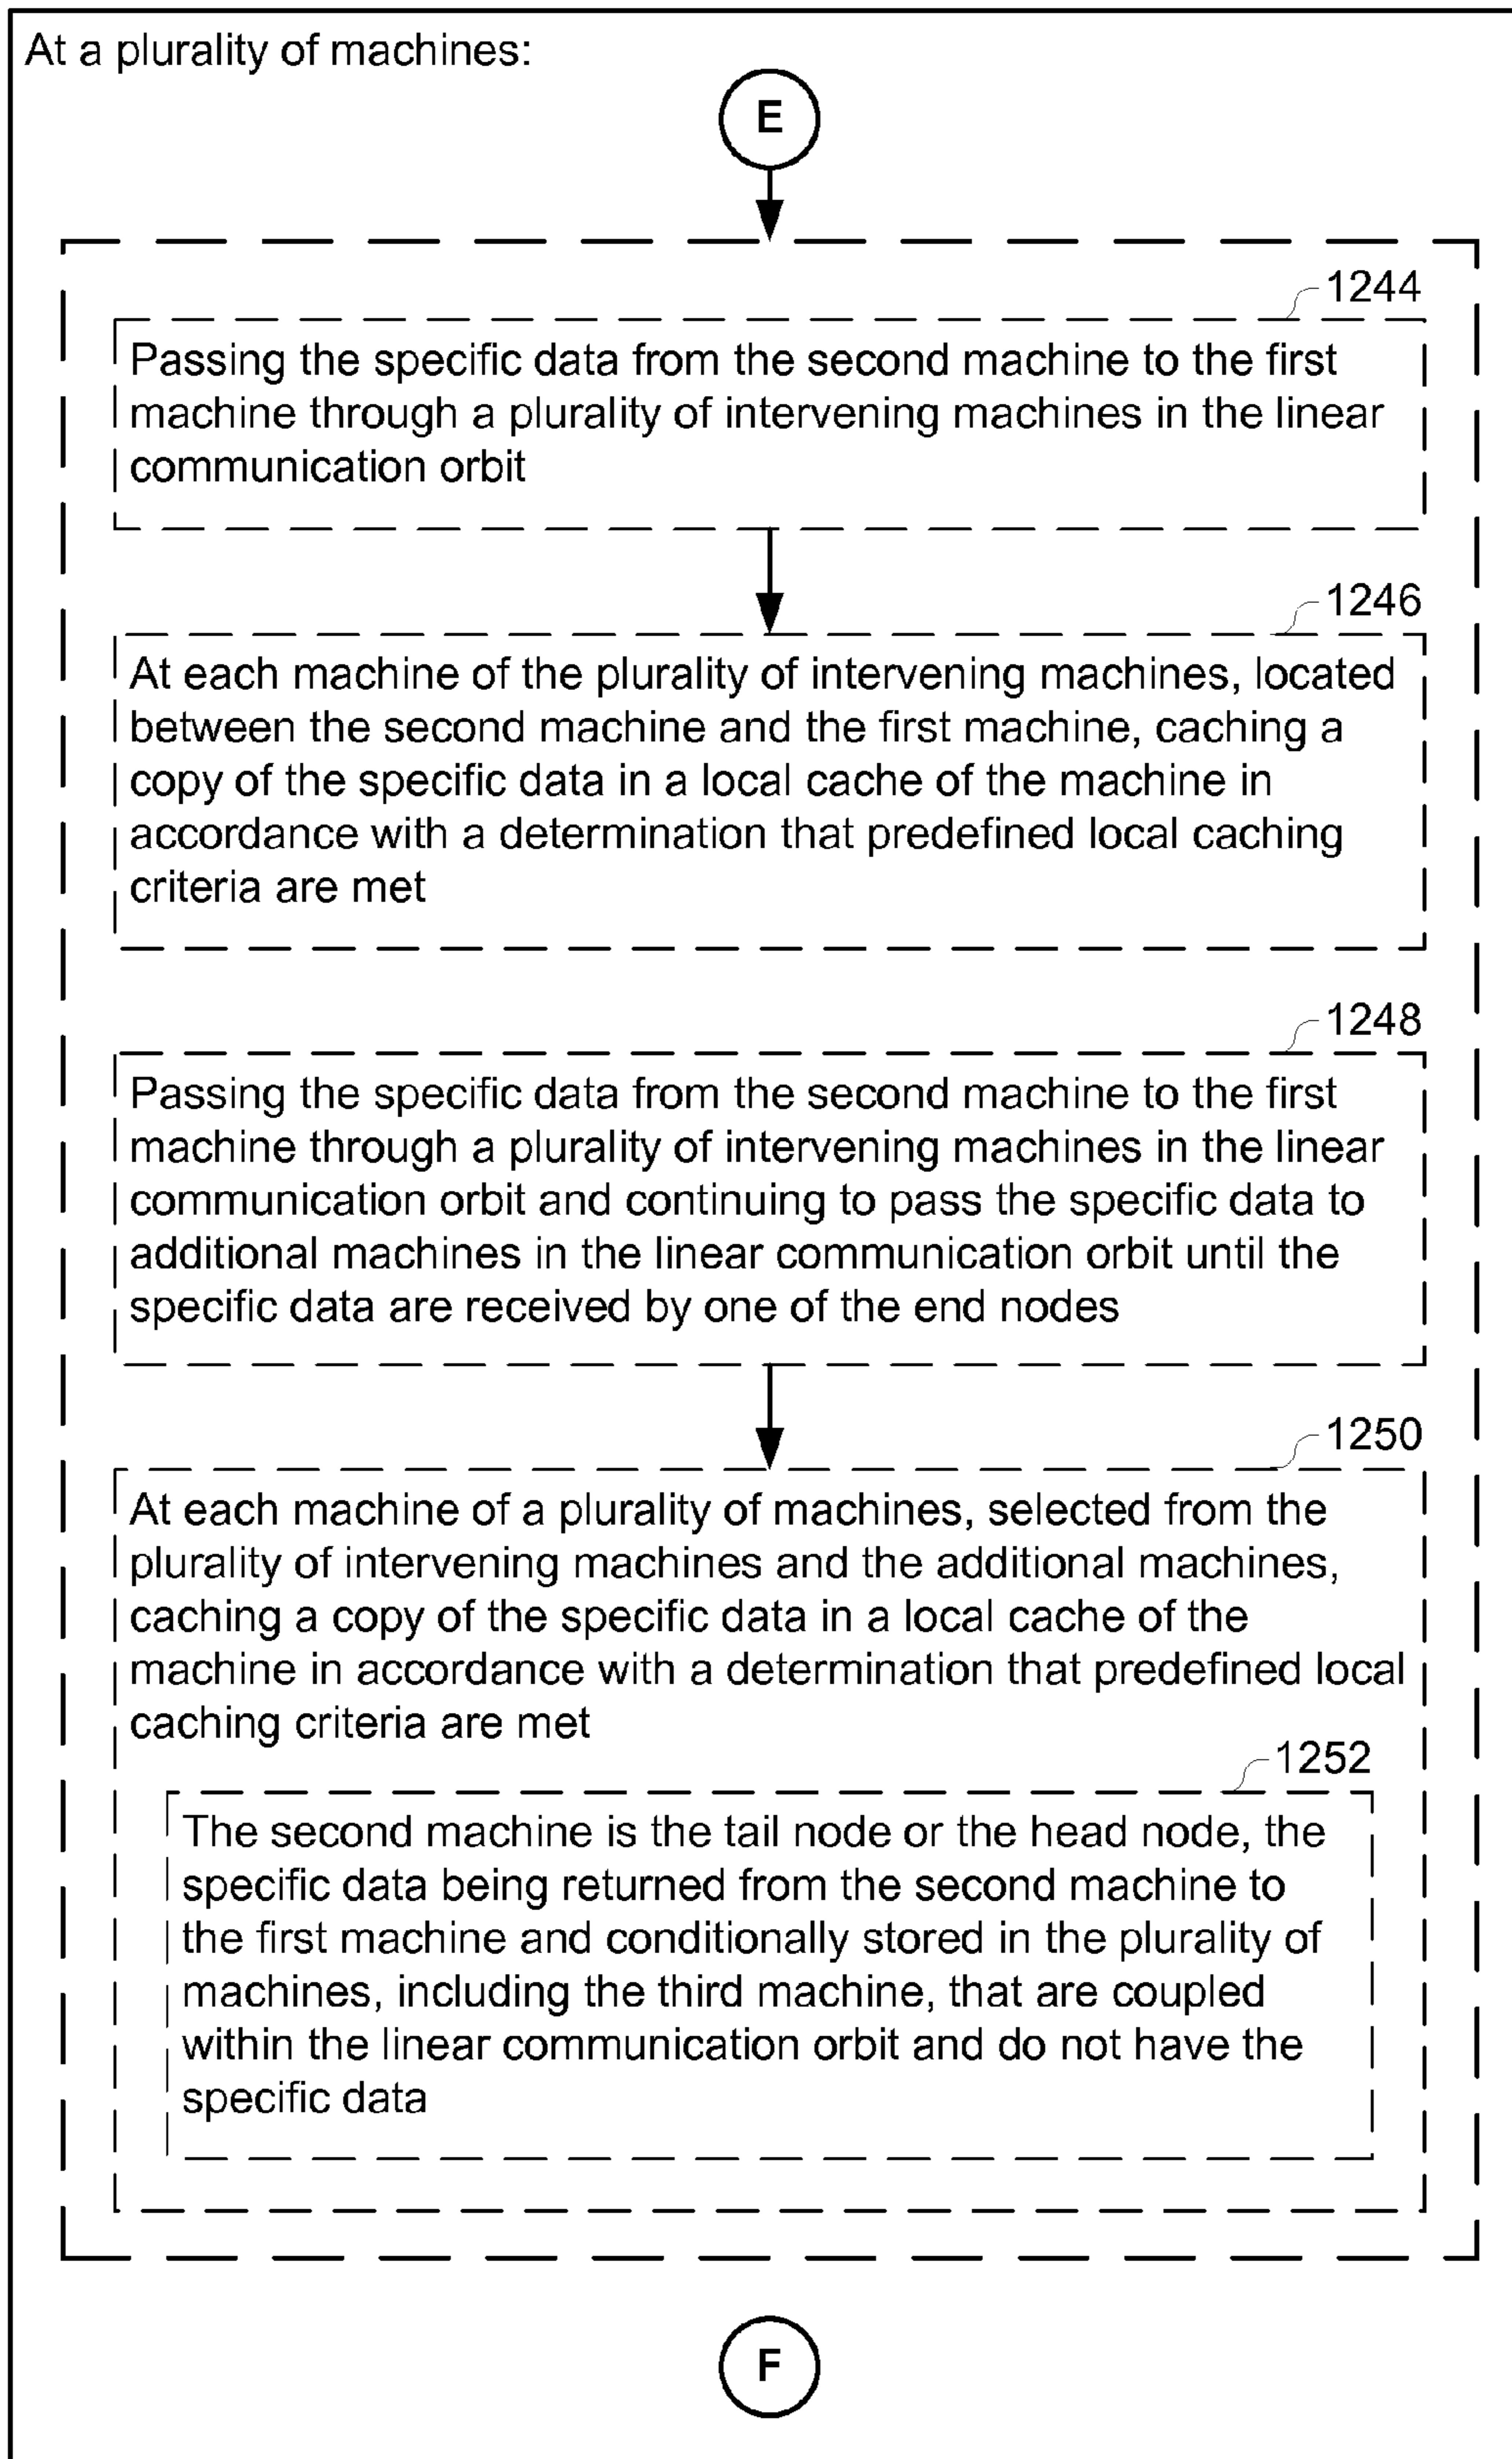 At a plurality of machines:
E
1244
Passing the specific data from the second machine to the first
machine through a plurality of intervening machines in the linear
communication orbit
1246
At each machine of the plurality of intervening machines, located
between the second machine and the first machine, caching a
copy of the specific data in a local cache of the machine in
accordance with a determination that predefined local caching
criteria are met
1248
Passing the specific data from the second machine to the first
machine through a plurality of intervening machines in the linear
communication orbit and continuing to pass the specific data to
additional machines in the linear communication orbit until the
specific data are received by one of the end nodes
1250
At each machine of a plurality of machines, selected from the
plurality of intervening machines and the additional machines,
caching a copy of the specific data in a local cache of the
machine in accordance with a determination that predefined local
caching criteria are met
1252
The second machine is the tail node or the head node, the
specific data being returned from the second machine to
the first machine and conditionally stored in the plurality of
machines, including the third machine, that are coupled
within the linear communication orbit and do not have the
specific data
F